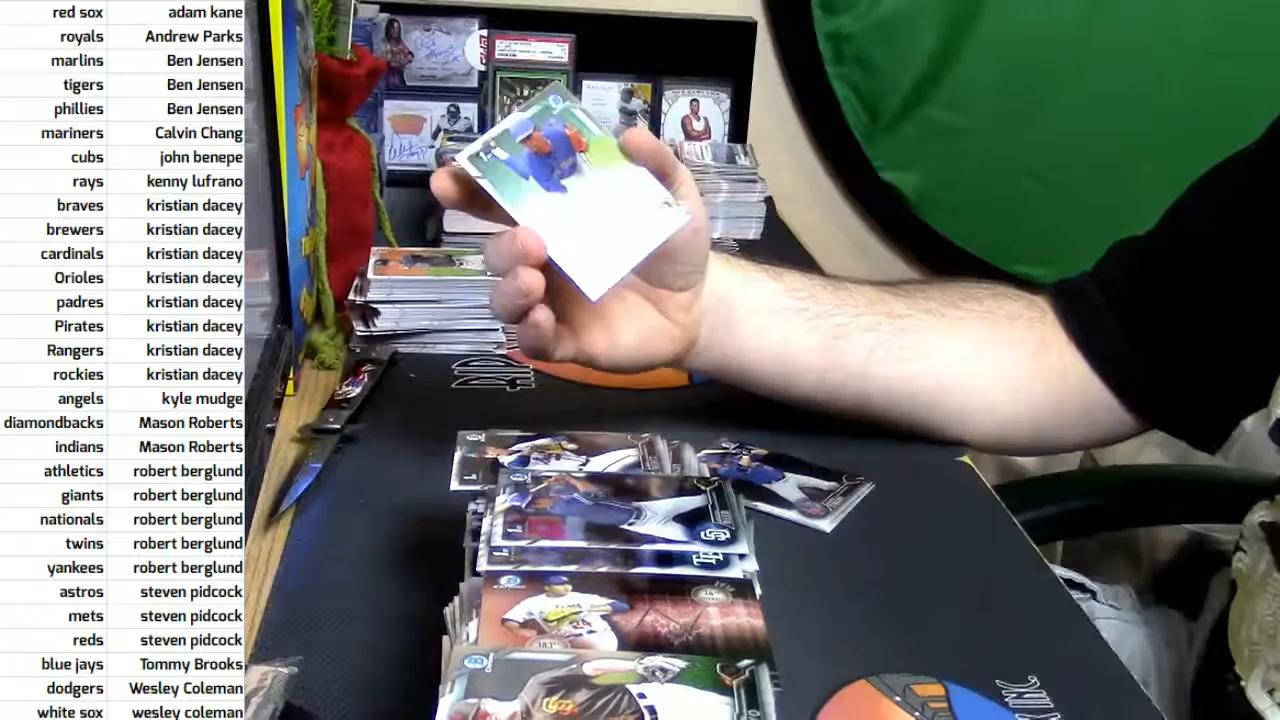 red sox adam kane
royals Andrew Parks
marlins Ben Jensen
tigers Ben Jensen
phillies Ben Jensen
mariners Calvin Chang
cubs john benepe
rays kenny lufrano
braves kristian dacey
brewers kristian dacey
cardinals kristian dacey
Orioles kristian dacey
padres kristian dacey
Pirates kristian dacey
Rangers kristian dacey
rockies kristian dacey
angels kyle mudge
diamondbacks Mason Roberts
indians Mason Roberts
athletics robert berglund
giants robert berglund
nationals robert berglund
twins robert berglund
yankees robert berglund
astros steven pidcock
mets steven pidcock
reds steven pidcock
blue jays Tommy Brooks
dodgers Wesley Coleman
white sox wesley coleman
RIP
INC